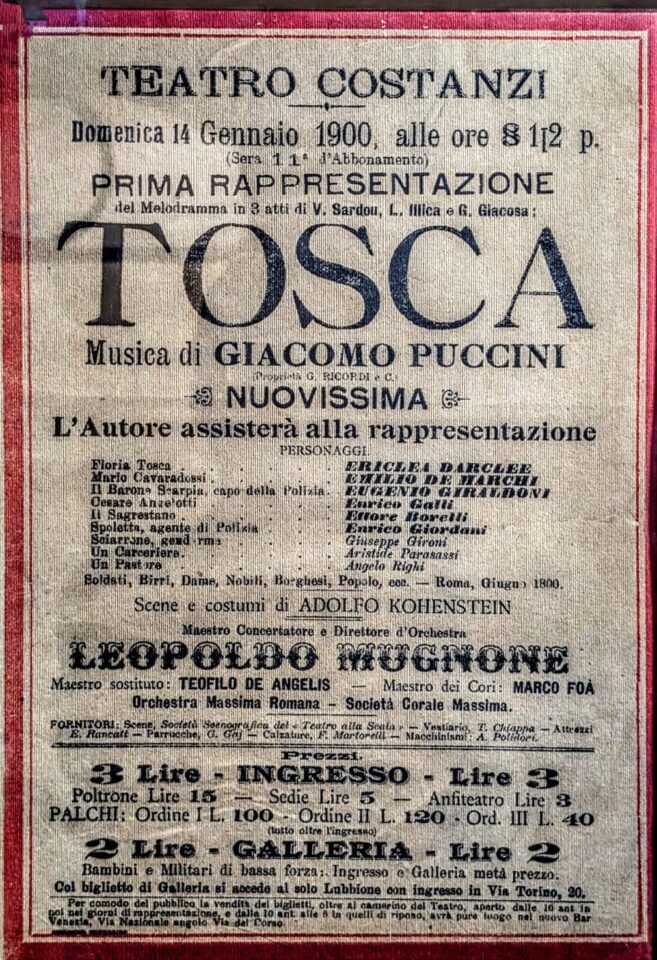 TEATRO COSTANZI
Domenica 14 Gennaio 1900, alle ore 8 1|2 p.
(Sera 11ª d'Abbonamento)
PRIMA RAPPRESENTAZIONE
del Melodramma in 3 atti di V. Sardou, L. Illica e G. Giacosa:
TOSCA
Musica di GIACOMO PUCCINI
(Proprietà G. RICORDI e C.)
NUOVISSIMA
L'Autore assisterà alla rappresentazione
PERSONAGGI
Floria Tosca . . . . . ERICLEA DARCLEE
Mario Cavaradossi . . . . . EMILIO DE MARCHI
Il Barone Scarpia, capo della Polizia . EUGENIO GIRALDONI
Cesare Angelotti . . . . . Enrico Galli
Il Sagrestano . . . . . Ettore Borelli
Spoletta, agente di Polizia . . . Enrico Giordani
Sciarrone, gendarme . . . . Giuseppe Gironi
Un Carceriere . . . . . Aristide Parasassi
Un Pastore . . . . . Angelo Righi
Soldati, Birri, Dame, Nobili, Borghesi, Popolo, ecc. — Roma, Giugno 1800.
Scene e costumi di ADOLFO KOHENSTEIN
Maestro Concertatore e Direttore d'Orchestra
LEOPOLDO MUGNONE
Maestro sostituto: TEOFILO DE ANGELIS — Maestro dei Cori: MARCO FOÀ
Orchestra Massima Romana - Società Corale Massima.
FORNITORI: Scene, Società Scenografica del « Teatro alla Scala » — Vestiario, T. Chiappa — Attrezzi
E. Rancati — Parrucche, G. Gaj — Calzature, F. Martorelli — Macchinismi: A. Polidori.
Prezzi.
3 Lire - INGRESSO - Lire 3
Poltrone Lire 15 — Sedie Lire 5 — Anfiteatro Lire 3
PALCHI: Ordine I L. 100 - Ordine II L. 120 - Ord. III L. 40
(tutto oltre l'ingresso)
2 Lire - GALLERIA - Lire 2
Bambini e Militari di bassa forza: Ingresso e Galleria metà prezzo.
Col biglietto di Galleria si accede al solo Lubbione con ingresso in Via Torino, 20.
Per comodo del pubblico la vendita dei biglietti, oltre al camerino del Teatro, aperto dalle 10 ant. in
poi nei giorni di rappresentazione, e dalle 10 ant. alle 5 in quelli di riposo, avrà pure luogo nel nuovo Bar
Venezia, Via Nazionale angolo Via del Corso